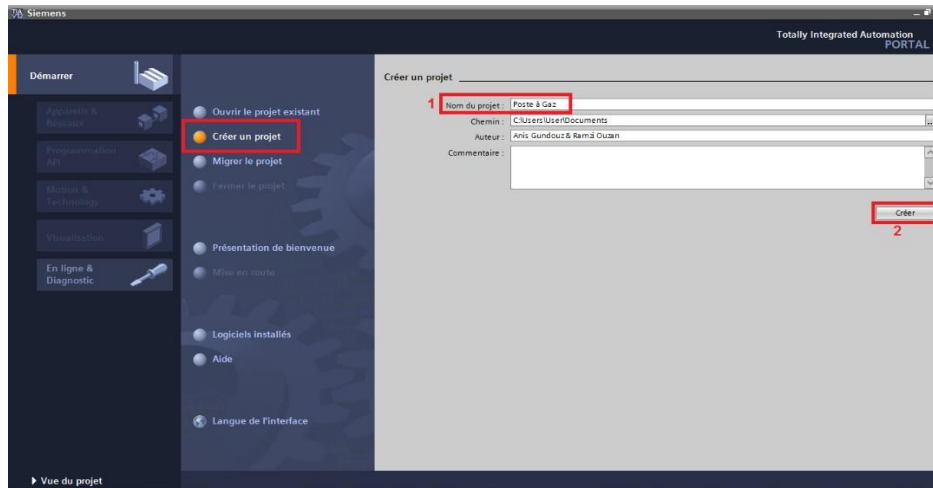 Siemens
Totally Integrated Automation
PORTAL
Démarrer
Appareils &
Réseaux
Programmation
API
Motion &
Technology
Visualisation
En ligne &
Diagnostic
Vue du projet
Ouvrir le projet existant
Créer un projet
Migrer le projet
Fermer le projet
Présentation de bienvenue
Mise en route
Logiciels installés
Aide
Langue de l'interface
Créer un projet
1 Nom du projet : Poste à Gaz
Chemin : C:\Users\User\Documents
...
Auteur : Anis Gundouz & Ramzi Ouzan
Commentaire :
Créer
2